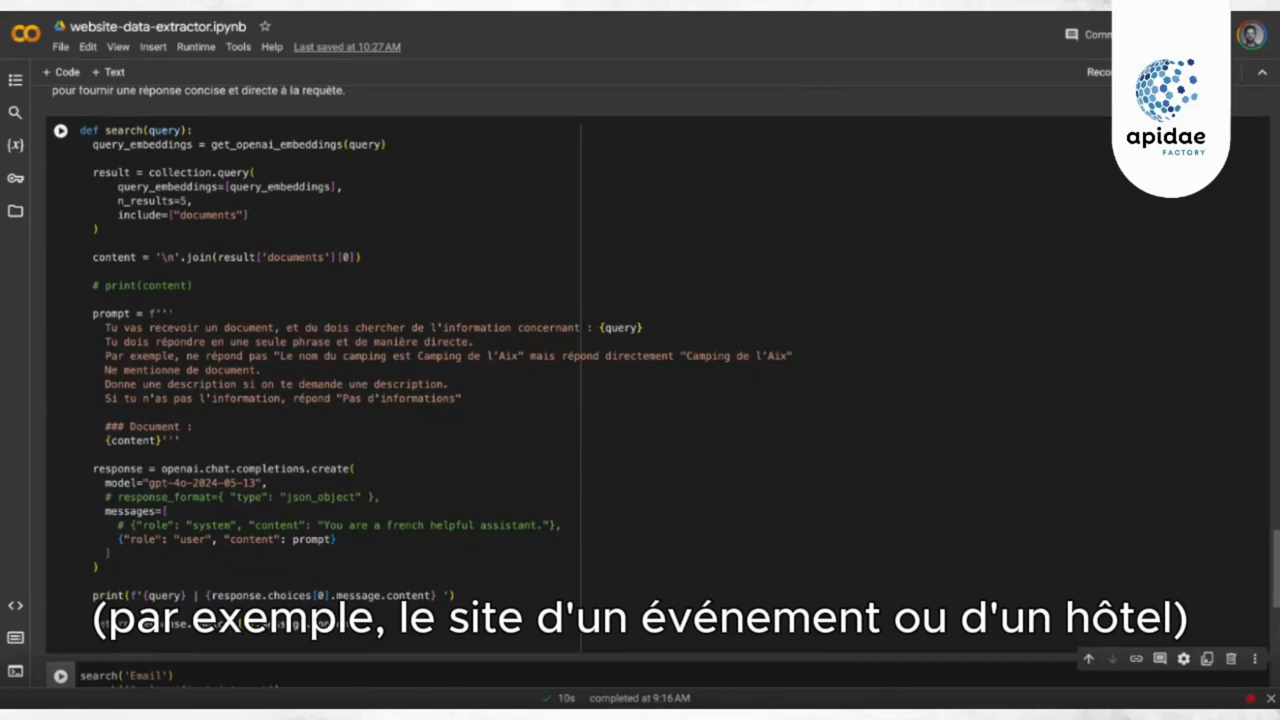 website-data-extractor.ipynb
File Edit View Insert Runtime Tools Help Last saved at 10:27 AM
+ Code + Text
pour fournir une réponse concise et directe à la requête.
def search(query):
query_embeddings = get_openai_embeddings(query)
result = collection.query(
query_embeddings=[query_embeddings],
n_results=5,
include=["documents"]
)
content = '\n'.join(result['documents'][0])
# print(content)
prompt = f'''
Tu vas recevoir un document, et du dois chercher de l'information concernant : {query}
Tu dois répondre en une seule phrase et de manière directe.
Par exemple, ne répond pas "Le nom du camping est Camping de l'Aix" mais répond directement "Camping de l'Aix"
Ne mentionne de document.
Donne une description si on te demande une description.
Si tu n'as pas l'information, répond "Pas d'informations"
### Document :
{content}'''
response = openai.chat.completions.create(
model="gpt-4o-2024-05-13",
# response_format={ "type": "json_object" },
messages=[
# {"role": "system", "content": "You are a french helpful assistant."},
{"role": "user", "content": prompt}
]
)
print(f'{query} | {response.choices[0].message.content} ')
(par exemple, le site d'un événement ou d'un hôtel)
search('Email')
10s completed at 9:16 AM
apidae
FACTORY